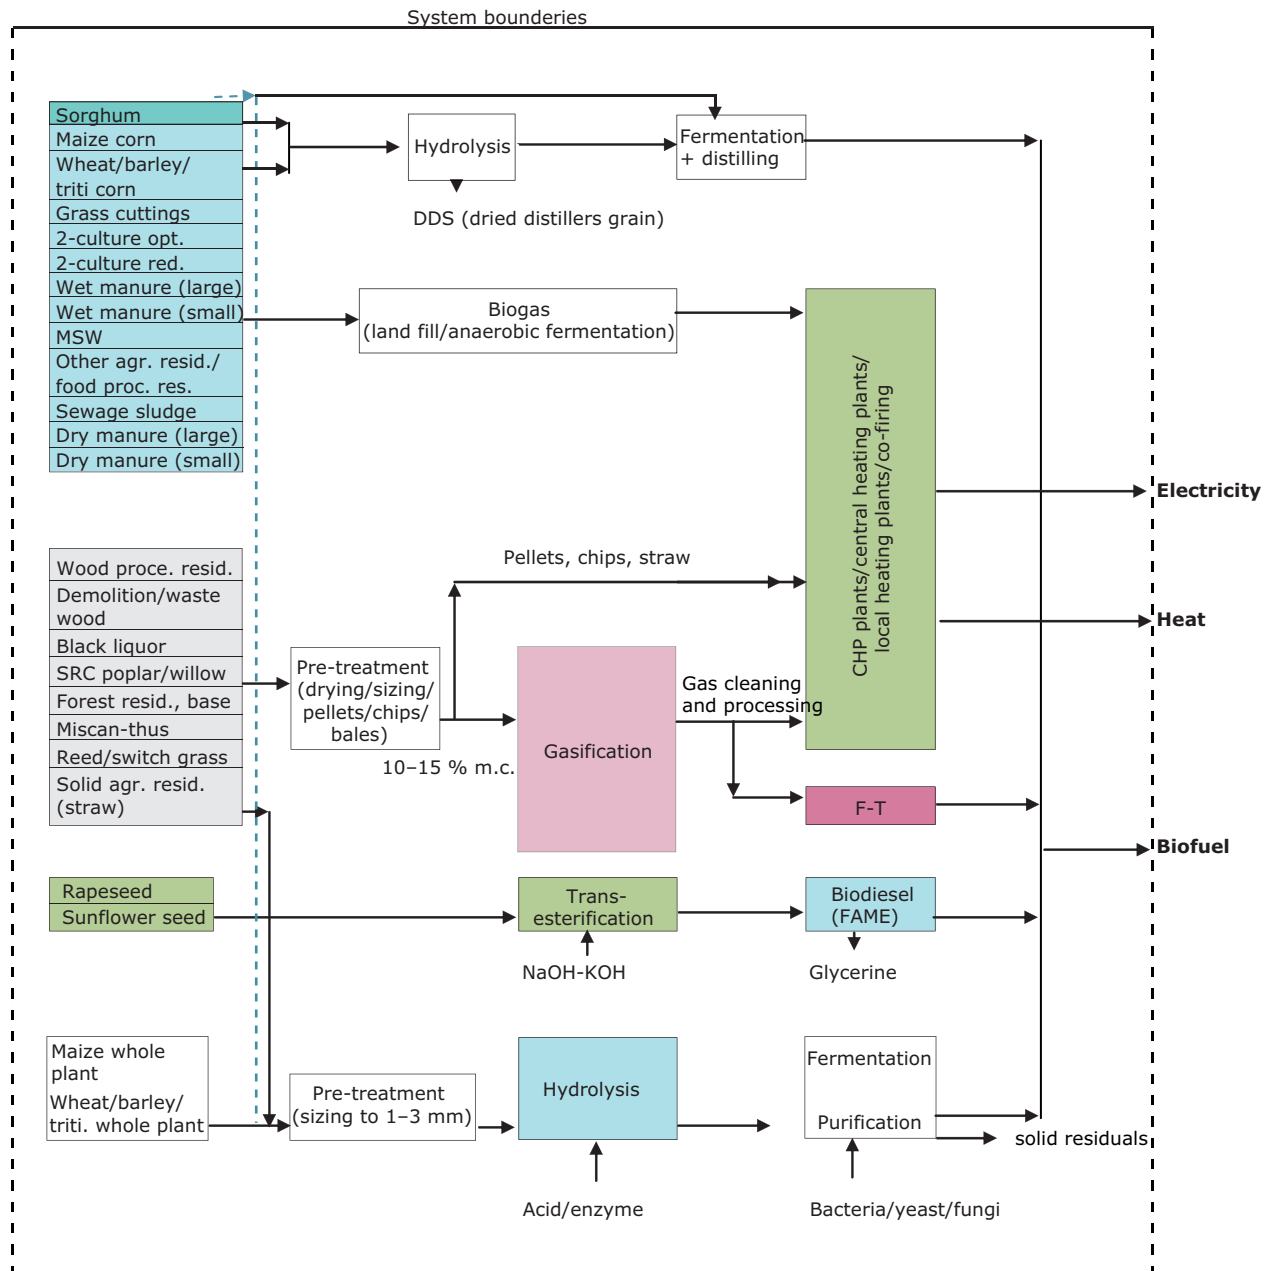 System bounderies
Sorghum
Maize corn
Wheat/barley/
triti corn
Grass cuttings
2-culture opt.
2-culture red.
Wet manure (large)
Wet manure (small)
MSW
Other agr. resid./
food proc. res.
Sewage sludge
Dry manure (large)
Dry manure (small)
Hydrolysis
Fermentation
+ distilling
DDS (dried distillers grain)
Biogas
(land fill/anaerobic fermentation)
CHP plants/central heating plants/
local heating plants/co-firing
Electricity
Heat
Biofuel
Wood proce. resid.
Demolition/waste
wood
Black liquor
SRC poplar/willow
Forest resid., base
Miscan-thus
Reed/switch grass
Solid agr. resid.
(straw)
Pellets, chips, straw
Pre-treatment
(drying/sizing/
pellets/chips/
bales)
10–15 % m.c.
Gasification
Gas cleaning
and processing
F-T
Rapeseed
Sunflower seed
Trans-
esterification
NaOH-KOH
Biodiesel
(FAME)
Glycerine
Maize whole
plant
Wheat/barley/
triti. whole plant
Pre-treatment
(sizing to 1–3 mm)
Hydrolysis
Acid/enzyme
Fermentation
Purification
solid residuals
Bacteria/yeast/fungi